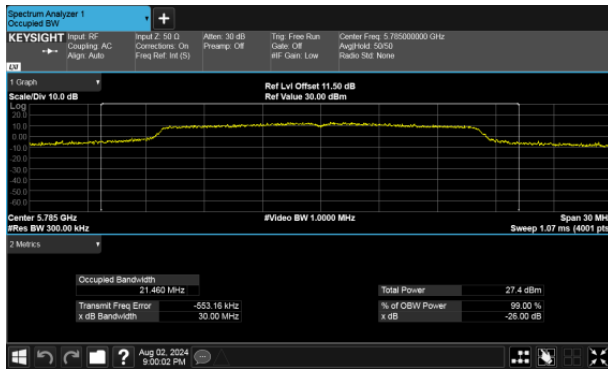 Spectrum Analyzer 1
Occupied BW
KEYSIGHT Input: RF Input Z: 50 Ω Atten: 30 dB Trig: Free Run Center Freq: 5.785000000 GHz
Coupling: AC Corrections: On Preamp: Off Gate: Off Avg|Hold: 50/50
Align: Auto Freq Ref: Int (S) #IF Gain: Low Radio Std: None
LXI
1 Graph Ref Lvl Offset 11.50 dB
Scale/Div 10.0 dB Ref Value 30.00 dBm
Log
20.0
10.0
0.00
-10.0
-20.0
-30.0
-40.0
-50.0
-60.0
Center 5.785 GHz #Video BW 1.0000 MHz Span 30 MH
#Res BW 300.00 kHz Sweep 1.07 ms (4001 pts
2 Metrics
Occupied Bandwidth
21.460 MHz Total Power 27.4 dBm
Transmit Freq Error -553.16 kHz % of OBW Power 99.00 %
x dB Bandwidth 30.00 MHz x dB -26.00 dB
? Aug 02, 2024
9:00:02 PM